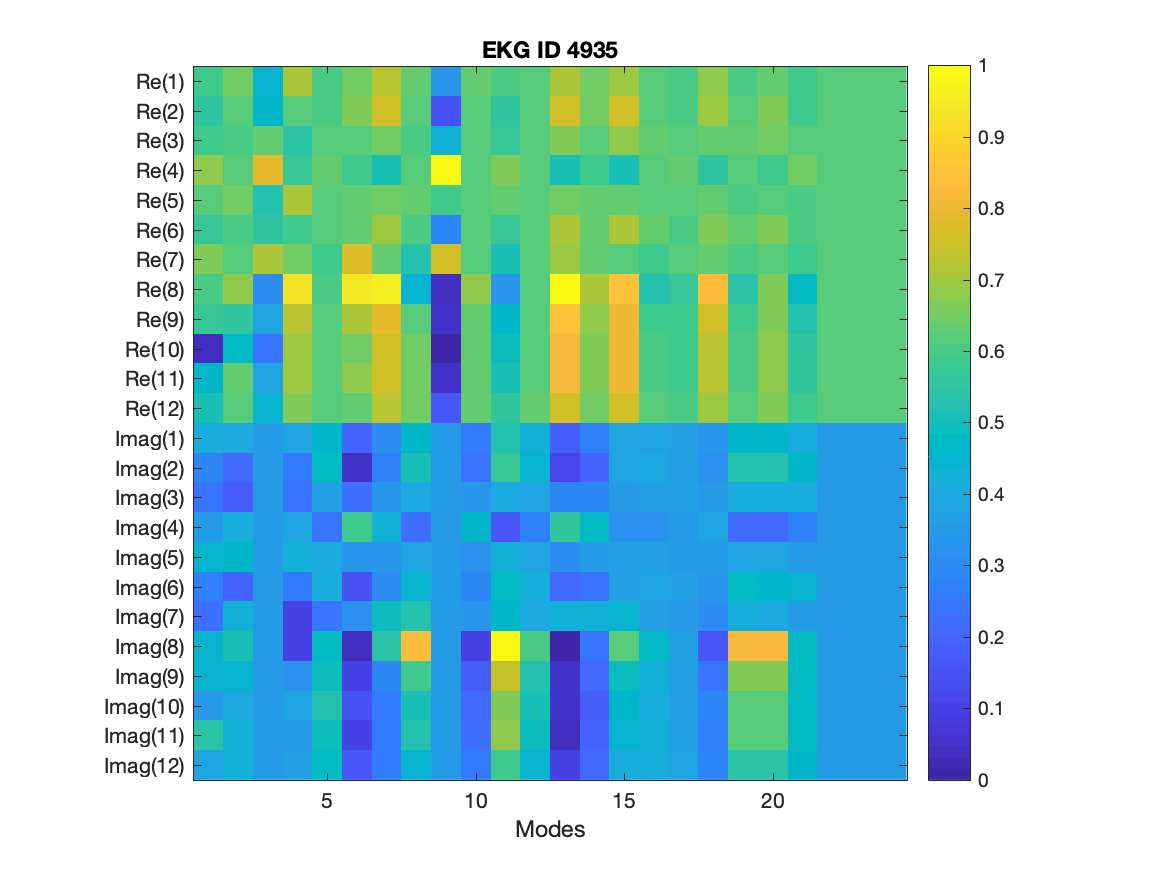 EKG ID 4935
Re(1)
Re(2)
Re(3)
Re(4)
Re(5)
Re(6)
Re(7)
Re(8)
Re(9)
Re(10)
Re(11)
Re(12)
Imag(1)
Imag(2)
Imag(3)
Imag(4)
Imag(5)
Imag(6)
Imag(7)
Imag(8)
Imag(9)
Imag(10)
Imag(11)
Imag(12)
5 10 15 20
Modes
1
0.9
0.8
0.7
0.6
0.5
0.4
0.3
0.2
0.1
0